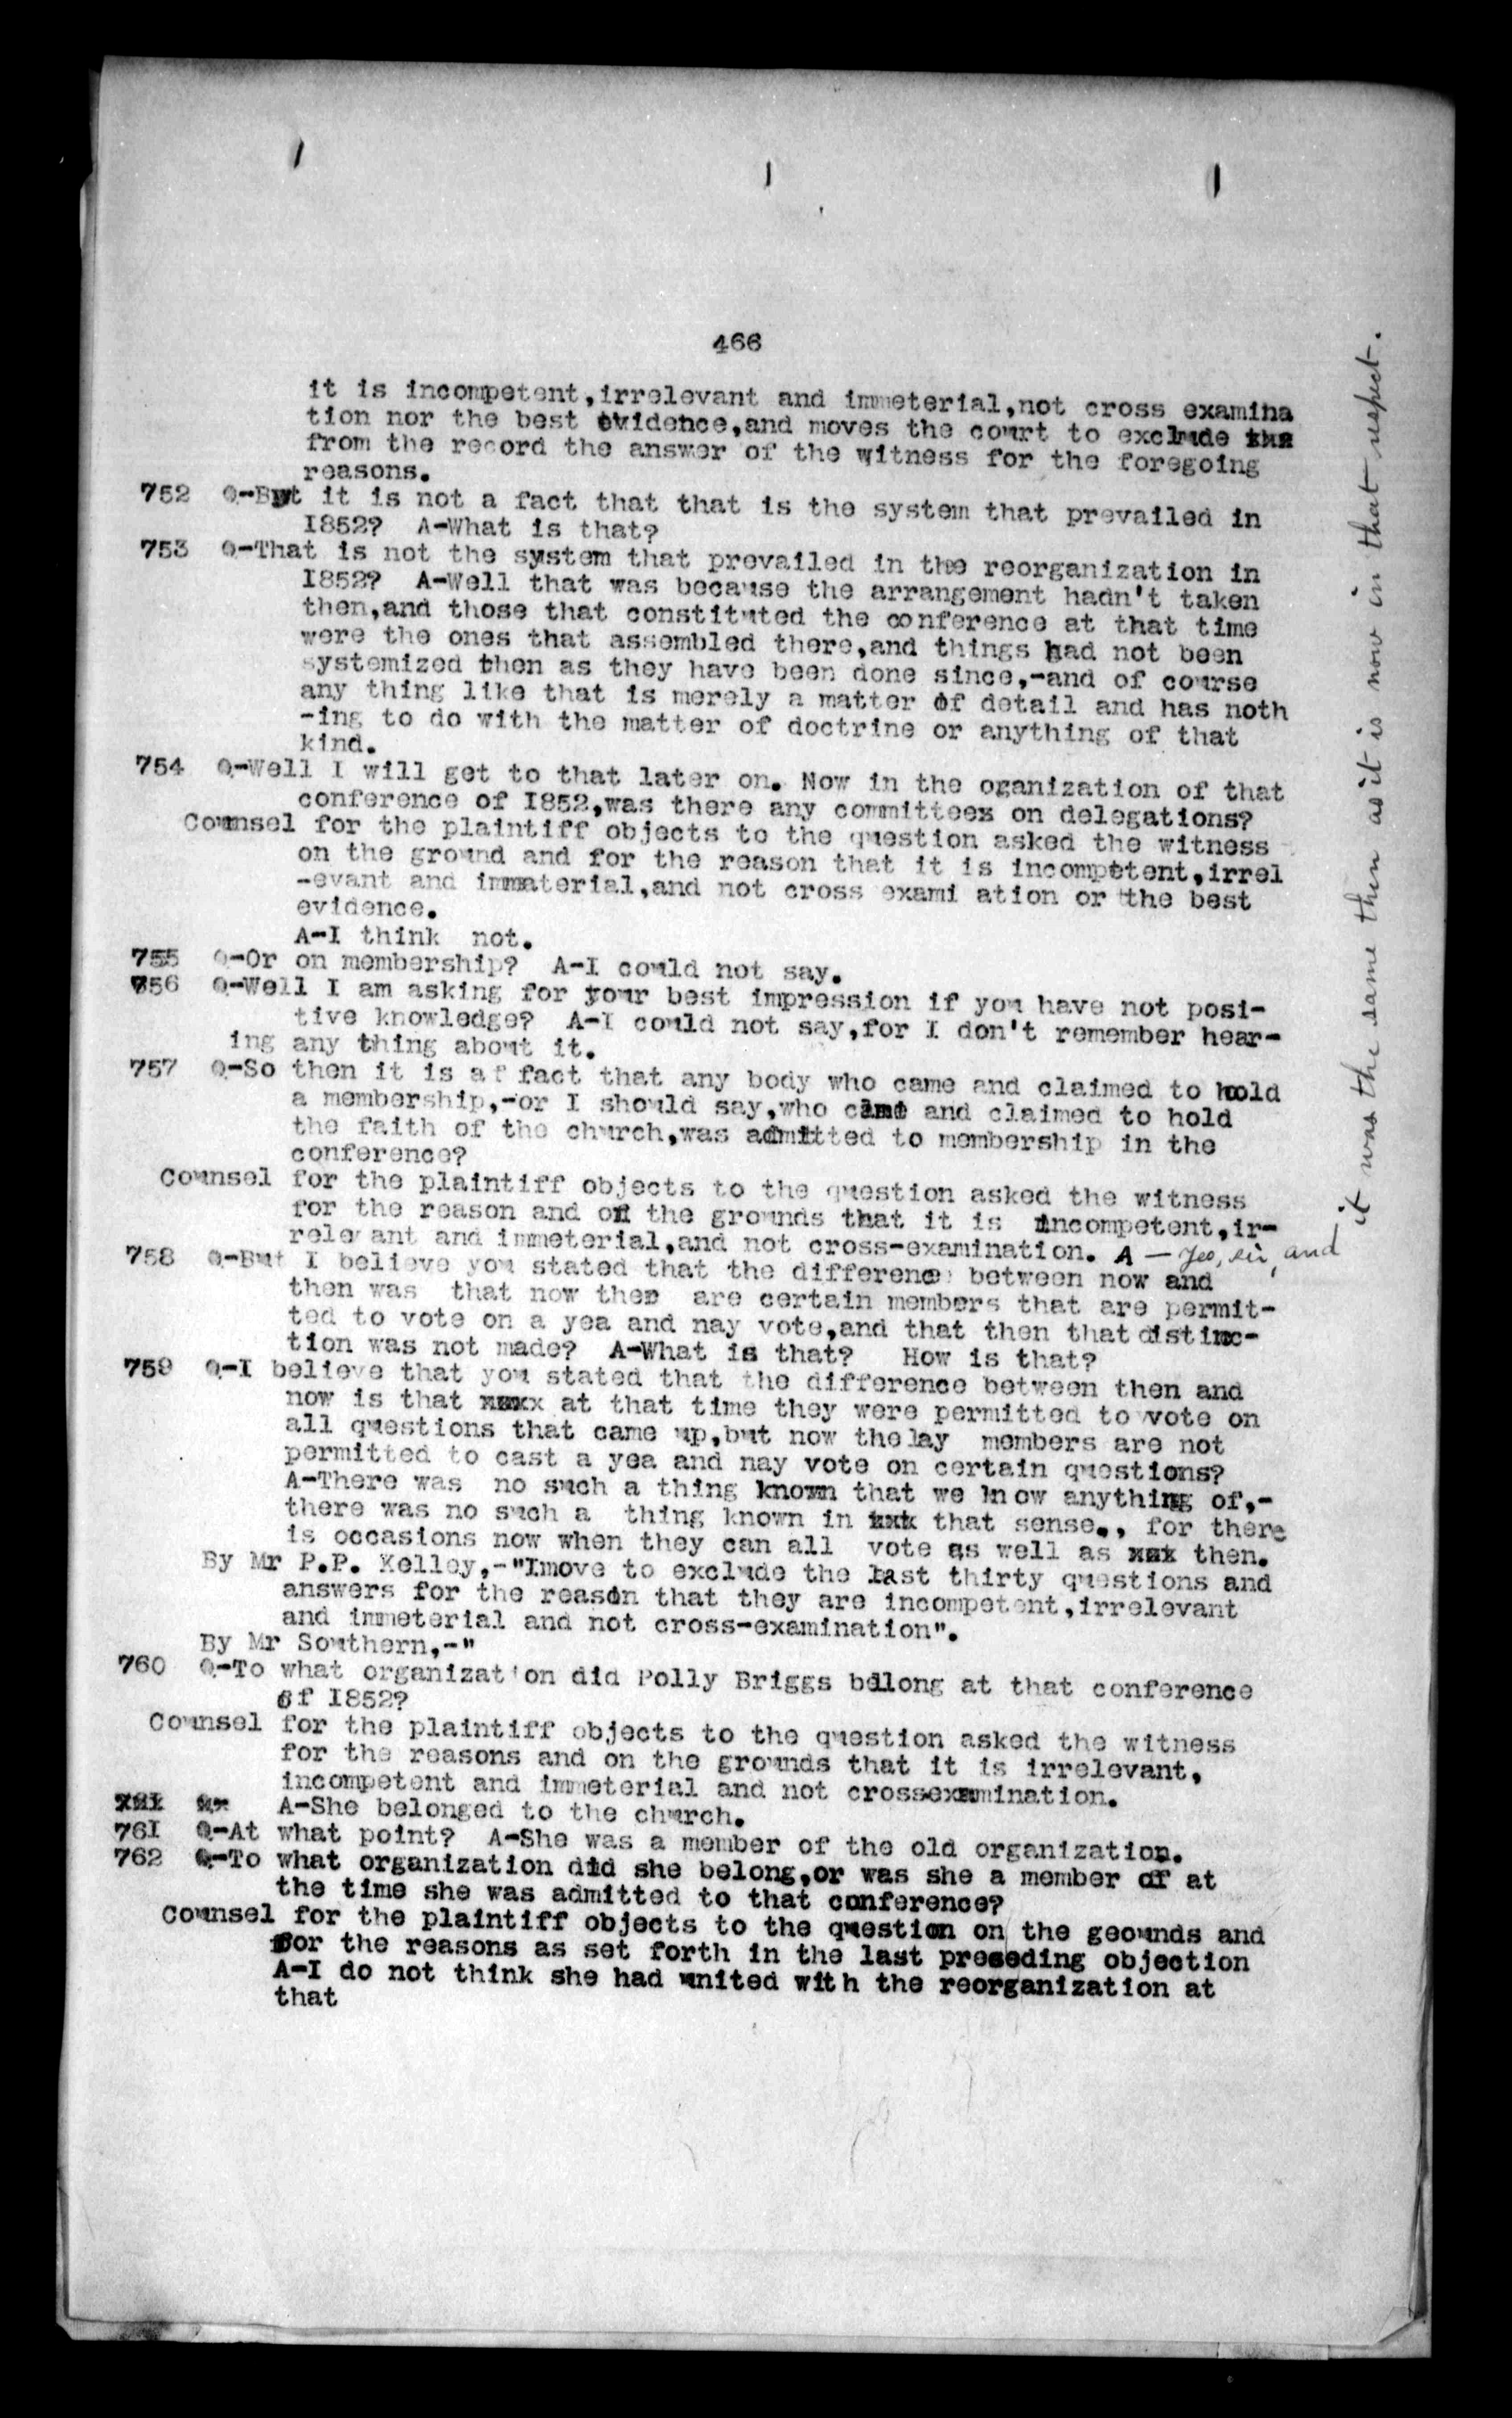 466
it is incompetent,irrelevant and immeterial,not cross examina
tion nor the best evidence,and moves the court to exclude the
from the record the answer of the witness for the foregoing
reasons.
752 Q-But it is not a fact that that is the system that prevailed in
I852? A-What is that?
753 Q-That is not the system that prevailed in the reorganization in
I852? A-Well that was because the arrangement hadn't taken
then,and those that constituted the conference at that time
were the ones that assembled there,and things had not been
systemized then as they have been done since,-and of course
any thing like that is merely a matter of detail and has noth
-ing to do with the matter of doctrine or anything of that
kind.
754 Q-Well I will get to that later on. Now in the oganization of that
conference of I852,was there any committees on delegations?
Counsel for the plaintiff objects to the question asked the witness
on the ground and for the reason that it is incompetent,irrel
-evant and immaterial,and not cross exami ation or the best
evidence.
A-I think not.
755 Q-Or on membership? A-I could not say.
756 Q-Well I am asking for your best impression if you have not posi-
tive knowledge? A-I could not say,for I don't remember hear-
ing any thing about it.
757 Q-So then it is a fact that any body who came and claimed to hold
a membership,-or I should say,who came and claimed to hold
the faith of the church,was admitted to membership in the
conference?
Counsel for the plaintiff objects to the question asked the witness
for the reason and on the grounds that it is incompetent,ir-
relevant and immeterial,and not cross-examination. A — Yes, sir, and
it was the same then as it is now in that respect.
758 Q-But I believe you stated that the difference between now and
then was that now ther are certain members that are permit-
ted to vote on a yea and nay vote,and that then that distinc-
tion was not made? A-What is that? How is that?
759 Q-I believe that you stated that the difference between then and
now is that xxxx at that time they were permitted to vote on
all questions that came up,but now the lay members are not
permitted to cast a yea and nay vote on certain questions?
A-There was no such a thing known that we know anything of,-
there was no such a thing known in xxx that sense., for there
is occasions now when they can all vote as well as xxx then.
By Mr P.P. Kelley,-"Imove to exclude the last thirty questions and
answers for the reason that they are incompetent,irrelevant
and immeterial and not cross-examination".
By Mr Southern,-"
760 Q-To what organizat'on did Polly Briggs belong at that conference
of I852?
Counsel for the plaintiff objects to the question asked the witness
for the reasons and on the grounds that it is irrelevant,
incompetent and immeterial and not crossexamination.
A-She belonged to the church.
76I Q-At what point? A-She was a member of the old organization.
762 Q-To what organization did she belong,or was she a member of at
the time she was admitted to that conference?
Counsel for the plaintiff objects to the question on the geounds and
for the reasons as set forth in the last preseding objection
A-I do not think she had united with the reorganization at
that